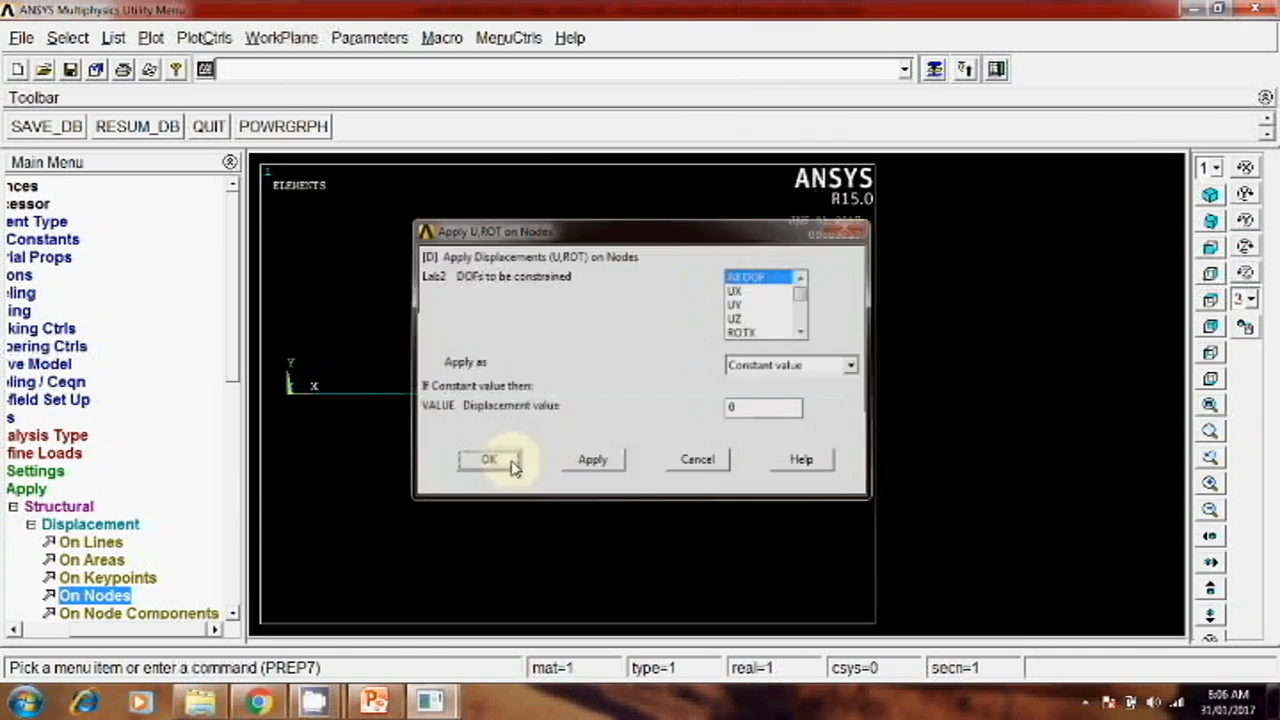 ANSYS Multiphysics Utility Menu
File Select List Plot PlotCtrls WorkPlane Parameters Macro MenuCtrls Help
Toolbar
SAVE_DB RESUM_DB QUIT POWRGRPH
Main Menu
nces
essor
ent Type
Constants
rial Props
ions
eling
ing
king Ctrls
bering Ctrls
ve Model
ling / Ceqn
field Set Up
s
alysis Type
fine Loads
Settings
Apply
Structural
Displacement
On Lines
On Areas
On Keypoints
On Nodes
On Node Components
1
ELEMENTS
ANSYS
R15.0
Y
X
Apply U,ROT on Nodes
[D] Apply Displacements (U,ROT) on Nodes
Lab2 DOFs to be constrained
All DOF
UX
UY
UZ
ROTX
Apply as
Constant value
If Constant value then:
VALUE Displacement value
0
OK Apply Cancel Help
1
3
Pick a menu item or enter a command (PREP7)
mat=1 type=1 real=1 csys=0 secn=1
31/01/2017